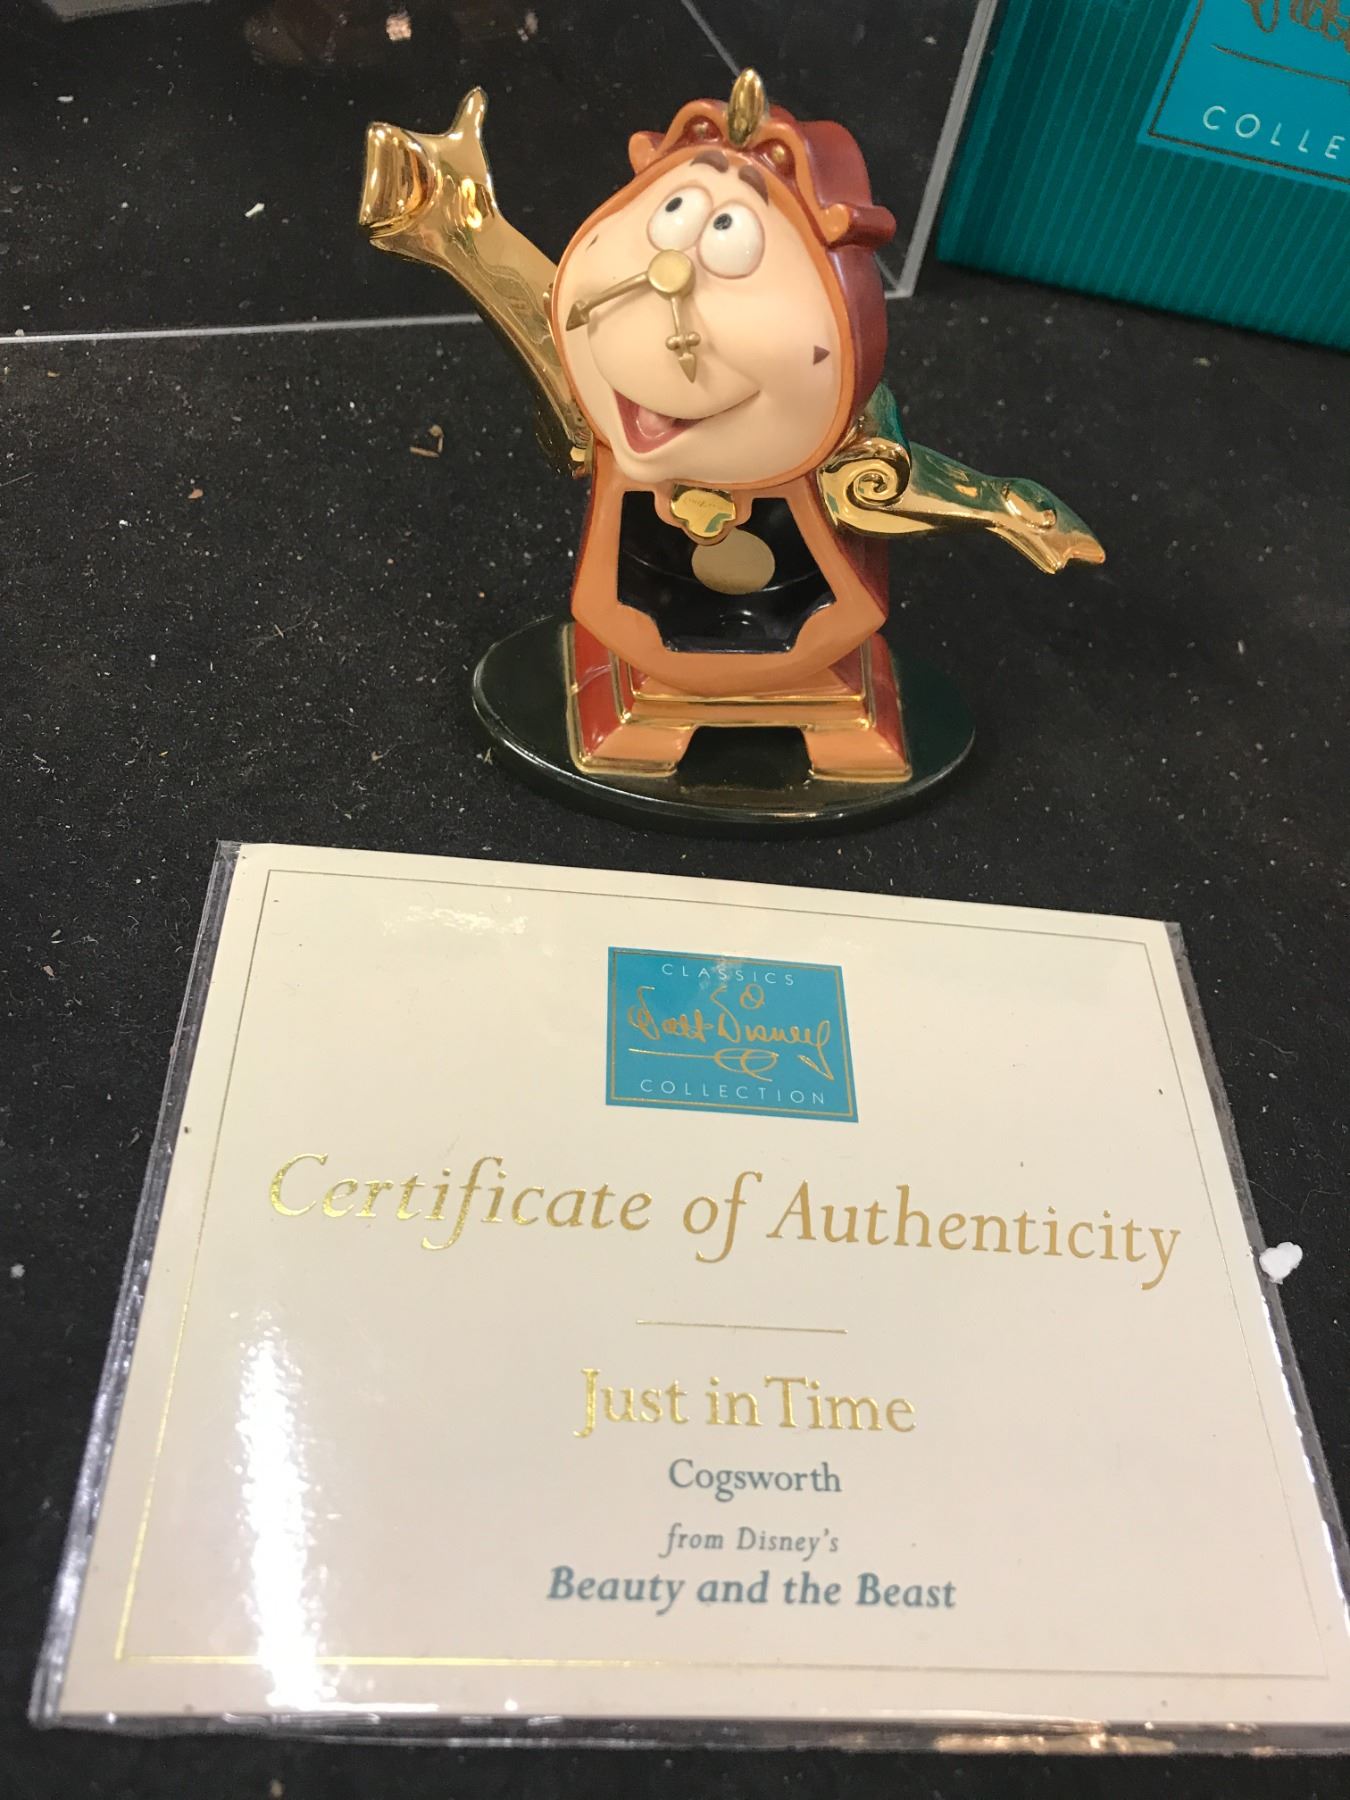 COLLE
CLASSICS
Walt Disney
COLLECTION
Certificate of Authenticity
Just in Time
Cogsworth
from Disney's
Beauty and the Beast